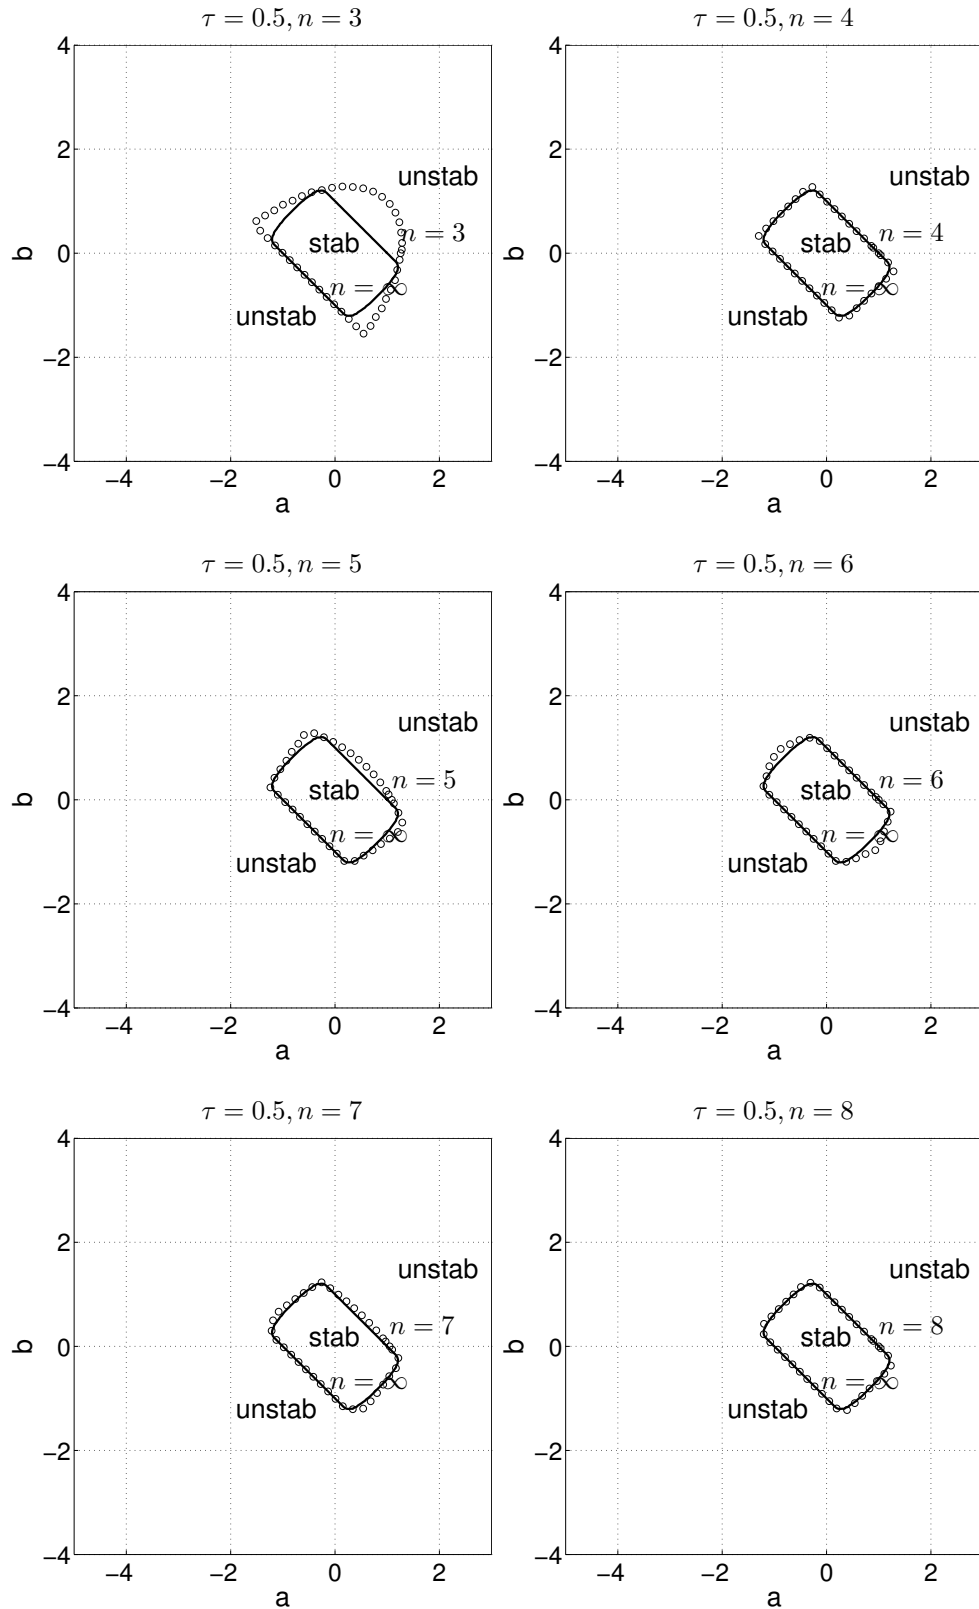 τ = 0.5, n = 3
4
2
0
−2
−4
b
unstab
n = 3
stab
n = ∞
unstab
−4 −2 0 2
a
τ = 0.5, n = 4
4
2
0
−2
−4
b
unstab
n = 4
stab
n = ∞
unstab
−4 −2 0 2
a
τ = 0.5, n = 5
4
2
0
−2
−4
b
unstab
n = 5
stab
n = ∞
unstab
−4 −2 0 2
a
τ = 0.5, n = 6
4
2
0
−2
−4
b
unstab
n = 6
stab
n = ∞
unstab
−4 −2 0 2
a
τ = 0.5, n = 7
4
2
0
−2
−4
b
unstab
n = 7
stab
n = ∞
unstab
−4 −2 0 2
a
τ = 0.5, n = 8
4
2
0
−2
−4
b
unstab
n = 8
stab
n = ∞
unstab
−4 −2 0 2
a